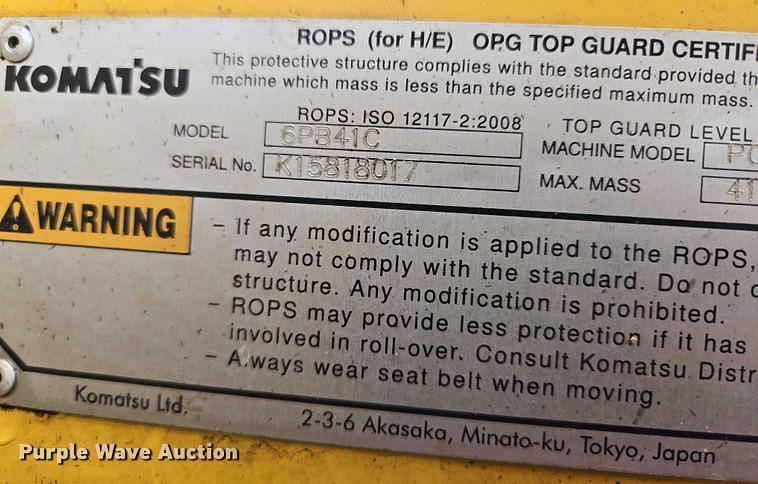 ROPS (for H/E) OPG TOP GUARD CERTIFI
KOMATSU
This protective structure complies with the standard provided th
machine which mass is less than the specified maximum mass.
ROPS: ISO 12117-2:2008 TOP GUARD LEVEL
MODEL 6PB41C MACHINE MODEL PC
SERIAL No. K15818017 MAX. MASS 41
WARNING
- If any modification is applied to the ROPS,
may not comply with the standard. Do not
structure. Any modification is prohibited.
- ROPS may provide less protection if it has
involved in roll-over. Consult Komatsu Distr
- Always wear seat belt when moving.
Komatsu Ltd. 2-3-6 Akasaka, Minato-ku, Tokyo, Japan
Purple Wave Auction